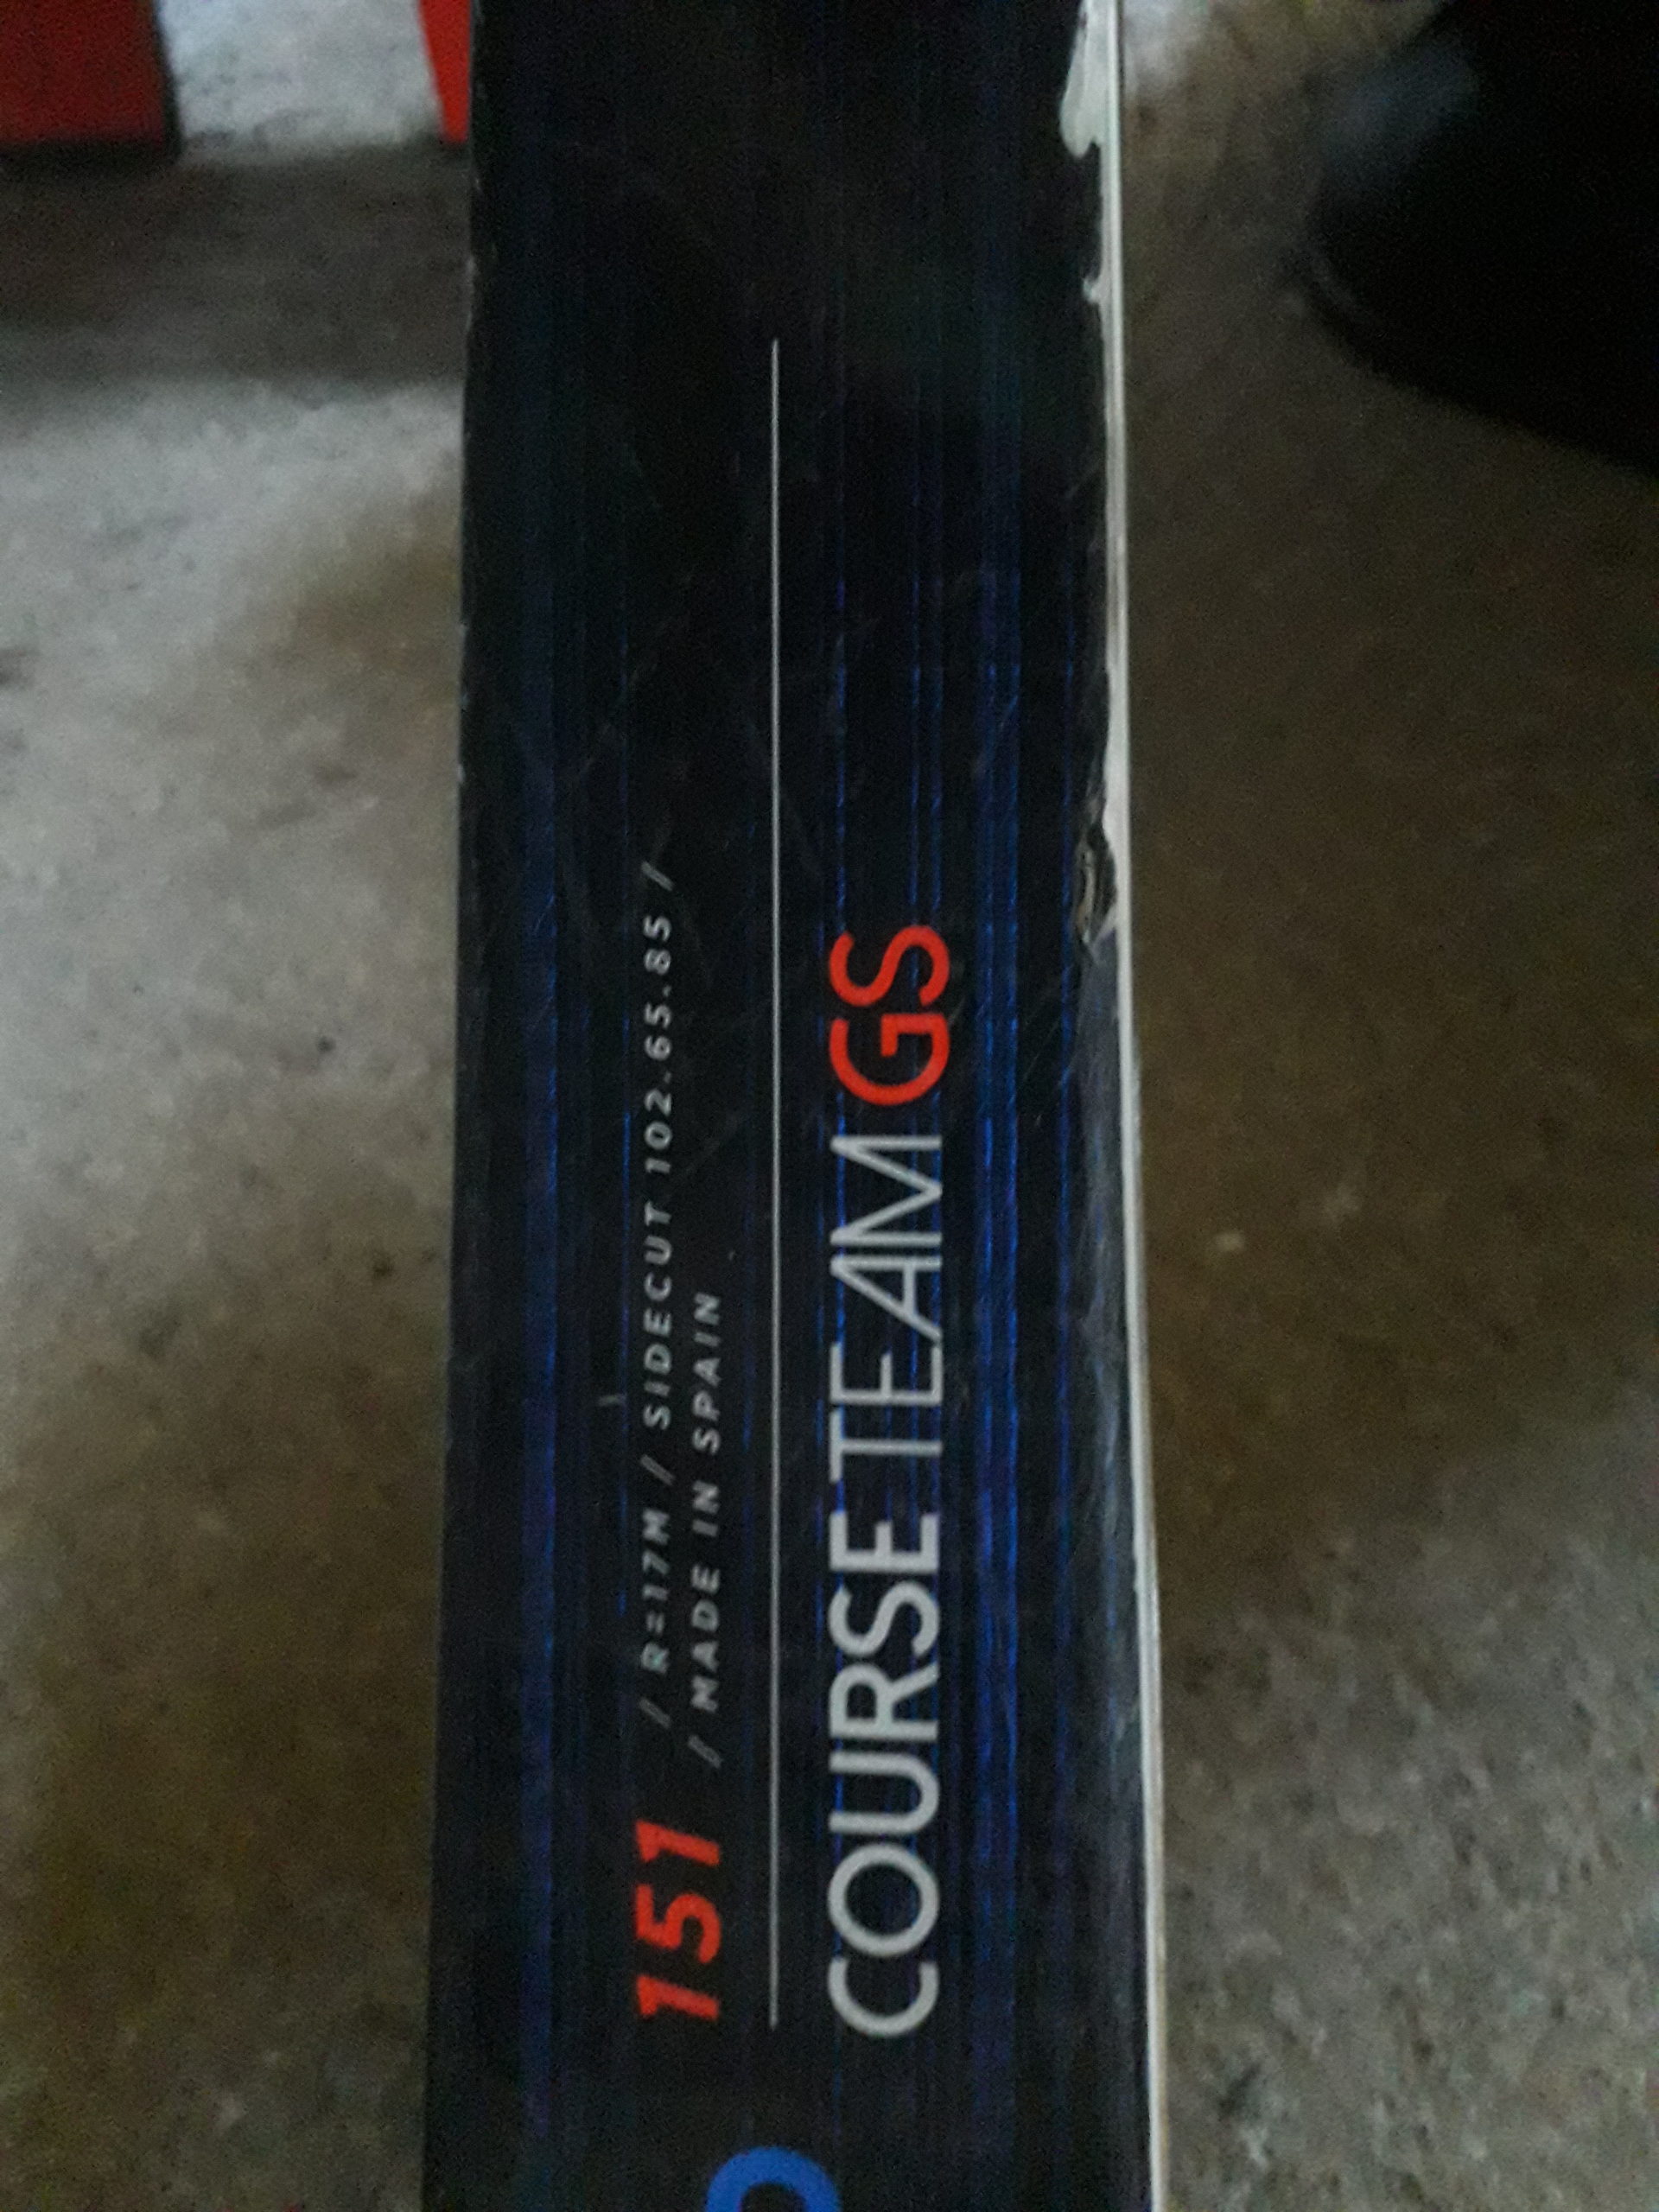 151 / R=17M / SIDECUT 102.65.85 /
/ MADE IN SPAIN
COURSE TEAM GS